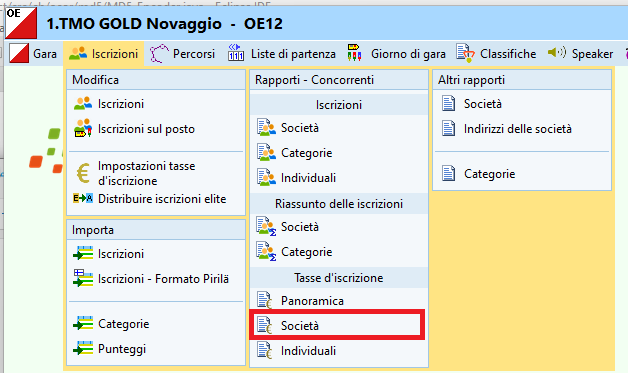 OE
1.TMO GOLD Novaggio - OE12
Gara
Iscrizioni
Percorsi
Liste di partenza
Giorno di gara
Classifiche
Speaker
Modifica
Iscrizioni
Iscrizioni sul posto
Impostazioni tasse
d'iscrizione
E→A Distribuire iscrizioni elite
Importa
Iscrizioni
Iscrizioni - Formato Pirilä
Categorie
Punteggi
Rapporti - Concorrenti
Iscrizioni
Società
Categorie
Individuali
Riassunto delle iscrizioni
Società
Categorie
Tasse d'iscrizione
Panoramica
Società
Individuali
Altri rapporti
Società
Indirizzi delle società
Categorie